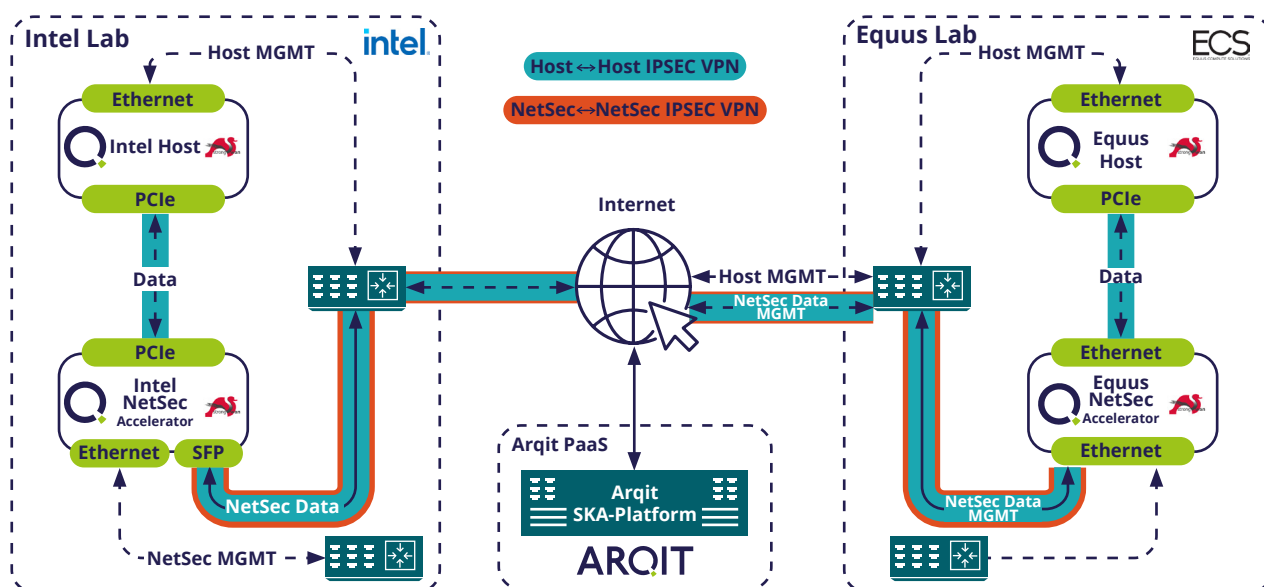 Intel Lab
intel.
Host MGMT
Ethernet
Intel Host
PCIe
Data
PCIe
Intel
NetSec
Accelerator
Ethernet
SFP
NetSec Data
NetSec MGMT
Host ↔ Host IPSEC VPN
NetSec ↔ NetSec IPSEC VPN
Internet
Host MGMT
NetSec Data
MGMT
Arqit PaaS
Arqit
SKA-Platform
ARQIT
Equus Lab
ECS
EQUUS COMPUTE SOLUTIONS
Host MGMT
Ethernet
Equus
Host
PCIe
Data
Ethernet
Equus
NetSec
Accelerator
Ethernet
NetSec Data
MGMT